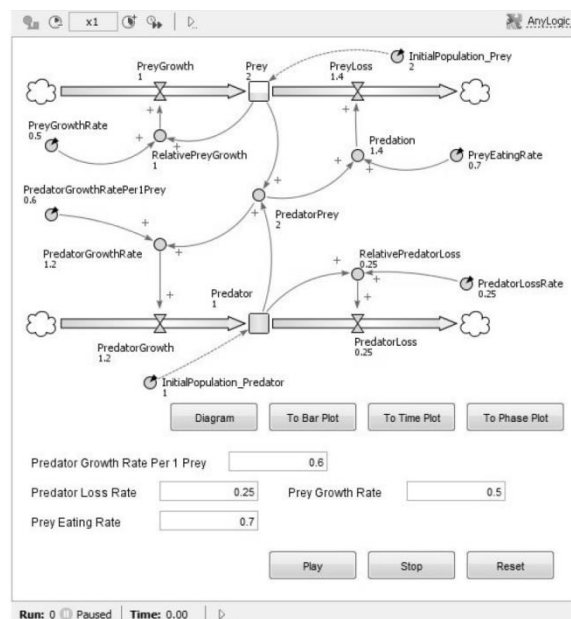 x1 AnyLogic
InitialPopulation_Prey
2
PreyGrowth
1
Prey
2
PreyLoss
1.4
PreyGrowthRate
0.5
RelativePreyGrowth
1
Predation
1.4
PreyEatingRate
0.7
PredatorGrowthRatePer1Prey
0.6
PredatorPrey
2
PredatorGrowthRate
1.2
RelativePredatorLoss
0.25
PredatorLossRate
0.25
Predator
1
PredatorGrowth
1.2
PredatorLoss
0.25
InitialPopulation_Predator
1
Diagram To Bar Plot To Time Plot To Phase Plot
Predator Growth Rate Per 1 Prey 0.6
Predator Loss Rate 0.25 Prey Growth Rate 0.5
Prey Eating Rate 0.7
Play Stop Reset
Run: 0 Paused Time: 0.00